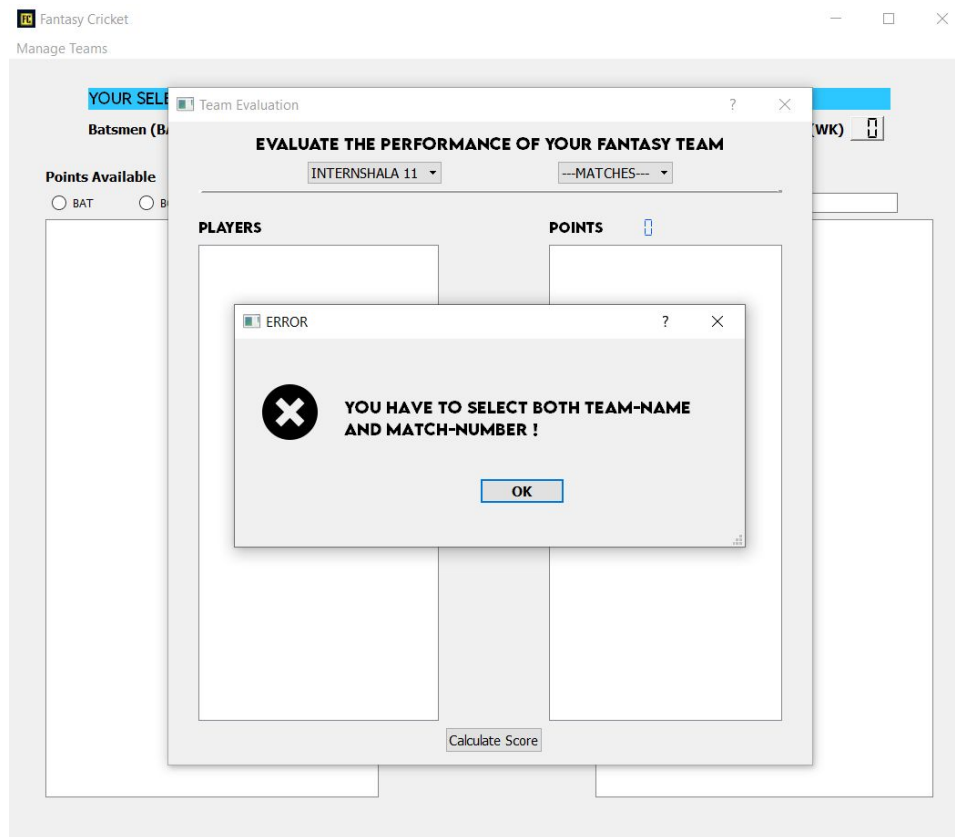 FC Fantasy Cricket
Manage Teams
YOUR SELE
Batsmen (BA
(WK) 0
Points Available
BAT
Team Evaluation ?
EVALUATE THE PERFORMANCE OF YOUR FANTASY TEAM
INTERNSHALA 11 ---MATCHES---
PLAYERS POINTS 0
ERROR ?
YOU HAVE TO SELECT BOTH TEAM-NAME
AND MATCH-NUMBER !
OK
Calculate Score